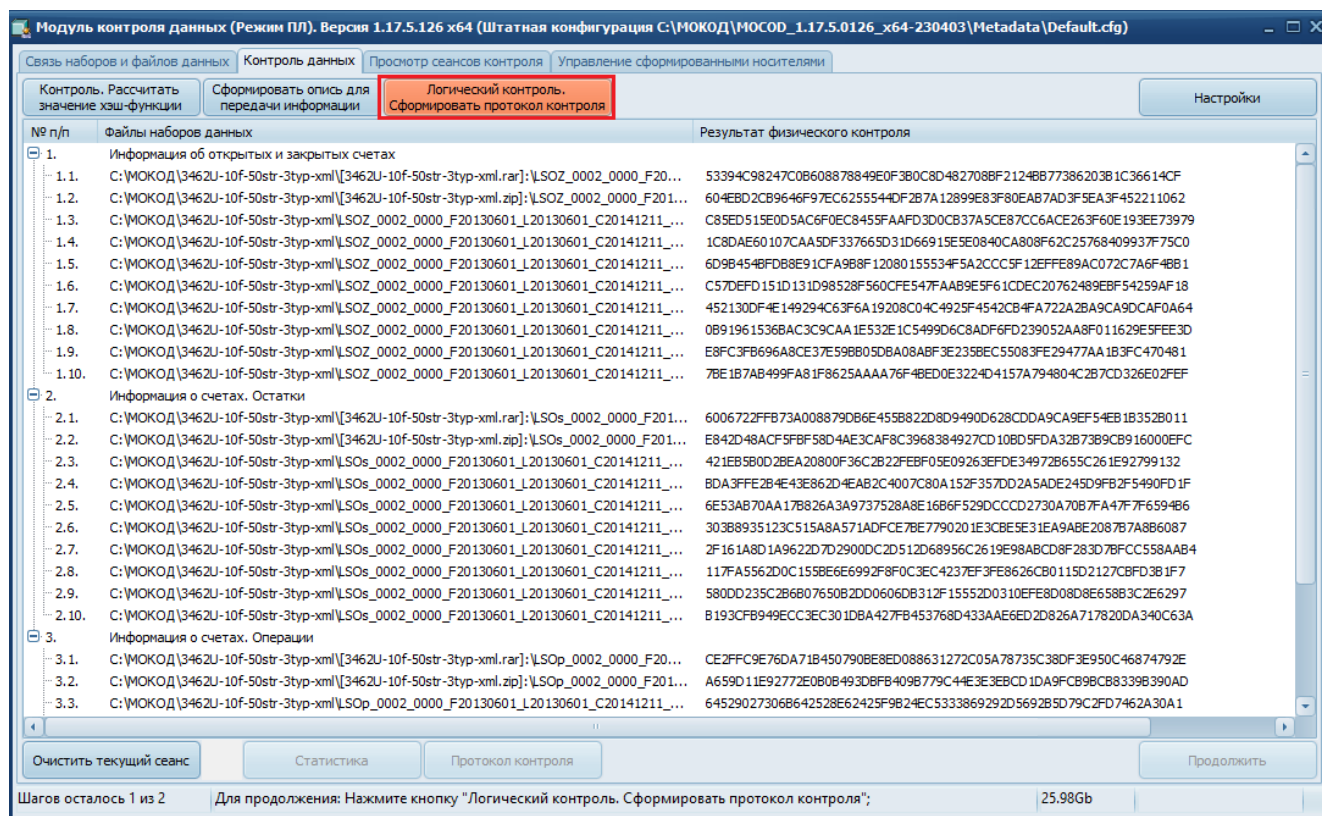 Модуль контроля данных (Режим ПЛ). Версия 1.17.5.126 x64 (Штатная конфигурация C:\МОКОД\MOCOD_1.17.5.0126_x64-230403\Metadata\Default.cfg)
Связь наборов и файлов данных Контроль данных Просмотр сеансов контроля Управление сформированными носителями
Контроль. Рассчитать значение хэш-функции Сформировать опись для передачи информации Логический контроль. Сформировать протокол контроля Настройки
№ п/п Файлы наборов данных Результат физического контроля
1. Информация об открытых и закрытых счетах
1.1. C:\МОКОД\3462U-10f-50str-3typ-xml\[3462U-10f-50str-3typ-xml.rar]:\LSOZ_0002_0000_F20... 53394C98247C0B608878849E0F3B0C8D482708BF2124BB77386203B1C36614CF
1.2. C:\МОКОД\3462U-10f-50str-3typ-xml\[3462U-10f-50str-3typ-xml.zip]:\LSOZ_0002_0000_F201... 604EBD2CB9646F97EC6255544DF2B7A12899E83F80EAB7AD3F5EA3F452211062
1.3. C:\МОКОД\3462U-10f-50str-3typ-xml\LSOZ_0002_0000_F20130601_L20130601_C20141211_... C85ED515E0D5AC6F0EC8455FAAFD3D0CB37A5CE87CC6ACE263F60E193EE73979
1.4. C:\МОКОД\3462U-10f-50str-3typ-xml\LSOZ_0002_0000_F20130601_L20130601_C20141211_... 1C8DAE60107CAA5DF337665D31D66915E5E0840CA808F62C25768409937F75C0
1.5. C:\МОКОД\3462U-10f-50str-3typ-xml\LSOZ_0002_0000_F20130601_L20130601_C20141211_... 6D9B454BFDB8E91CFA9B8F12080155534F5A2CCC5F12EFFE89AC072C7A6F4BB1
1.6. C:\МОКОД\3462U-10f-50str-3typ-xml\LSOZ_0002_0000_F20130601_L20130601_C20141211_... C57DEFD151D131D98528F560CFE547FAAB9E5F61CDEC20762489EBF54259AF18
1.7. C:\МОКОД\3462U-10f-50str-3typ-xml\LSOZ_0002_0000_F20130601_L20130601_C20141211_... 452130DF4E149294C63F6A19208C04C4925F4542CB4FA722A2BA9CA9DCAF0A64
1.8. C:\МОКОД\3462U-10f-50str-3typ-xml\LSOZ_0002_0000_F20130601_L20130601_C20141211_... 0B91961536BAC3C9CAA1E532E1C5499D6C8ADF6FD239052AA8F011629E5FEE3D
1.9. C:\МОКОД\3462U-10f-50str-3typ-xml\LSOZ_0002_0000_F20130601_L20130601_C20141211_... E8FC3FB696A8CE37E59BB05DBA08ABF3E235BEC55083FE29477AA1B3FC470481
1.10. C:\МОКОД\3462U-10f-50str-3typ-xml\LSOZ_0002_0000_F20130601_L20130601_C20141211_... 7BE1B7AB499FA81F8625AAAA76F4BED0E3224D4157A794804C2B7CD326E02FEF
2. Информация о счетах. Остатки
2.1. C:\МОКОД\3462U-10f-50str-3typ-xml\[3462U-10f-50str-3typ-xml.rar]:\LSOs_0002_0000_F201... 6006722FFB73A008879DB6E455B822D8D9490D628CDDA9CA9EF54EB1B352B011
2.2. C:\МОКОД\3462U-10f-50str-3typ-xml\[3462U-10f-50str-3typ-xml.zip]:\LSOs_0002_0000_F201... E842D48ACF5FBF58D4AE3CAF8C3968384927CD10BD5FDA32B73B9CB916000EFC
2.3. C:\МОКОД\3462U-10f-50str-3typ-xml\LSOs_0002_0000_F20130601_L20130601_C20141211_... 421EB5B0D2BEA20800F36C2B22FEBF05E09263EFDE34972B655C261E92799132
2.4. C:\МОКОД\3462U-10f-50str-3typ-xml\LSOs_0002_0000_F20130601_L20130601_C20141211_... BDA3FFE2B4E43E862D4EAB2C4007C80A152F357DD2A5ADE245D9FB2F5490FD1F
2.5. C:\МОКОД\3462U-10f-50str-3typ-xml\LSOs_0002_0000_F20130601_L20130601_C20141211_... 6E53AB70AA17B826A3A9737528A8E16B6F529DCCCD2730A70B7FA47F7F6594B6
2.6. C:\МОКОД\3462U-10f-50str-3typ-xml\LSOs_0002_0000_F20130601_L20130601_C20141211_... 303B8935123C515A8A571ADFCE7BE7790201E3CBE5E31EA9ABE2087B7A8B6087
2.7. C:\МОКОД\3462U-10f-50str-3typ-xml\LSOs_0002_0000_F20130601_L20130601_C20141211_... 2F161A8D1A9622D7D2900DC2D512D68956C2619E98ABCD8F283D7BFCC558AAB4
2.8. C:\МОКОД\3462U-10f-50str-3typ-xml\LSOs_0002_0000_F20130601_L20130601_C20141211_... 117FA5562D0C155BE6E6992F8F0C3EC4237EF3FE8626CB0115D2127CBFD3B1F7
2.9. C:\МОКОД\3462U-10f-50str-3typ-xml\LSOs_0002_0000_F20130601_L20130601_C20141211_... 580DD235C2B6B07650B2DD0606DB312F15552D0310EFE8D08D8E658B3C2E6297
2.10. C:\МОКОД\3462U-10f-50str-3typ-xml\LSOs_0002_0000_F20130601_L20130601_C20141211_... B193CFB949ECC3EC301DBA427FB453768D433AAE6ED2D826A717820DA340C63A
3. Информация о счетах. Операции
3.1. C:\МОКОД\3462U-10f-50str-3typ-xml\[3462U-10f-50str-3typ-xml.rar]:\LSOp_0002_0000_F20... CE2FFC9E76DA71B450790BE8ED088631272C05A78735C38DF3E950C46874792E
3.2. C:\МОКОД\3462U-10f-50str-3typ-xml\[3462U-10f-50str-3typ-xml.zip]:\LSOp_0002_0000_F201... A659D11E92772E0B0B493DBFB409B779C44E3E3EBCD1DA9FCB9BCB8339B390AD
3.3. C:\МОКОД\3462U-10f-50str-3typ-xml\LSOp_0002_0000_F20130601_L20130601_C20141211_... 64529027306B642528E62425F9B24EC5333869292D5692B5D79C2FD7462A30A1
Очистить текущий сеанс Статистика Протокол контроля Продолжить
Шагов осталось 1 из 2 Для продолжения: Нажмите кнопку "Логический контроль. Сформировать протокол контроля"; 25.98Gb